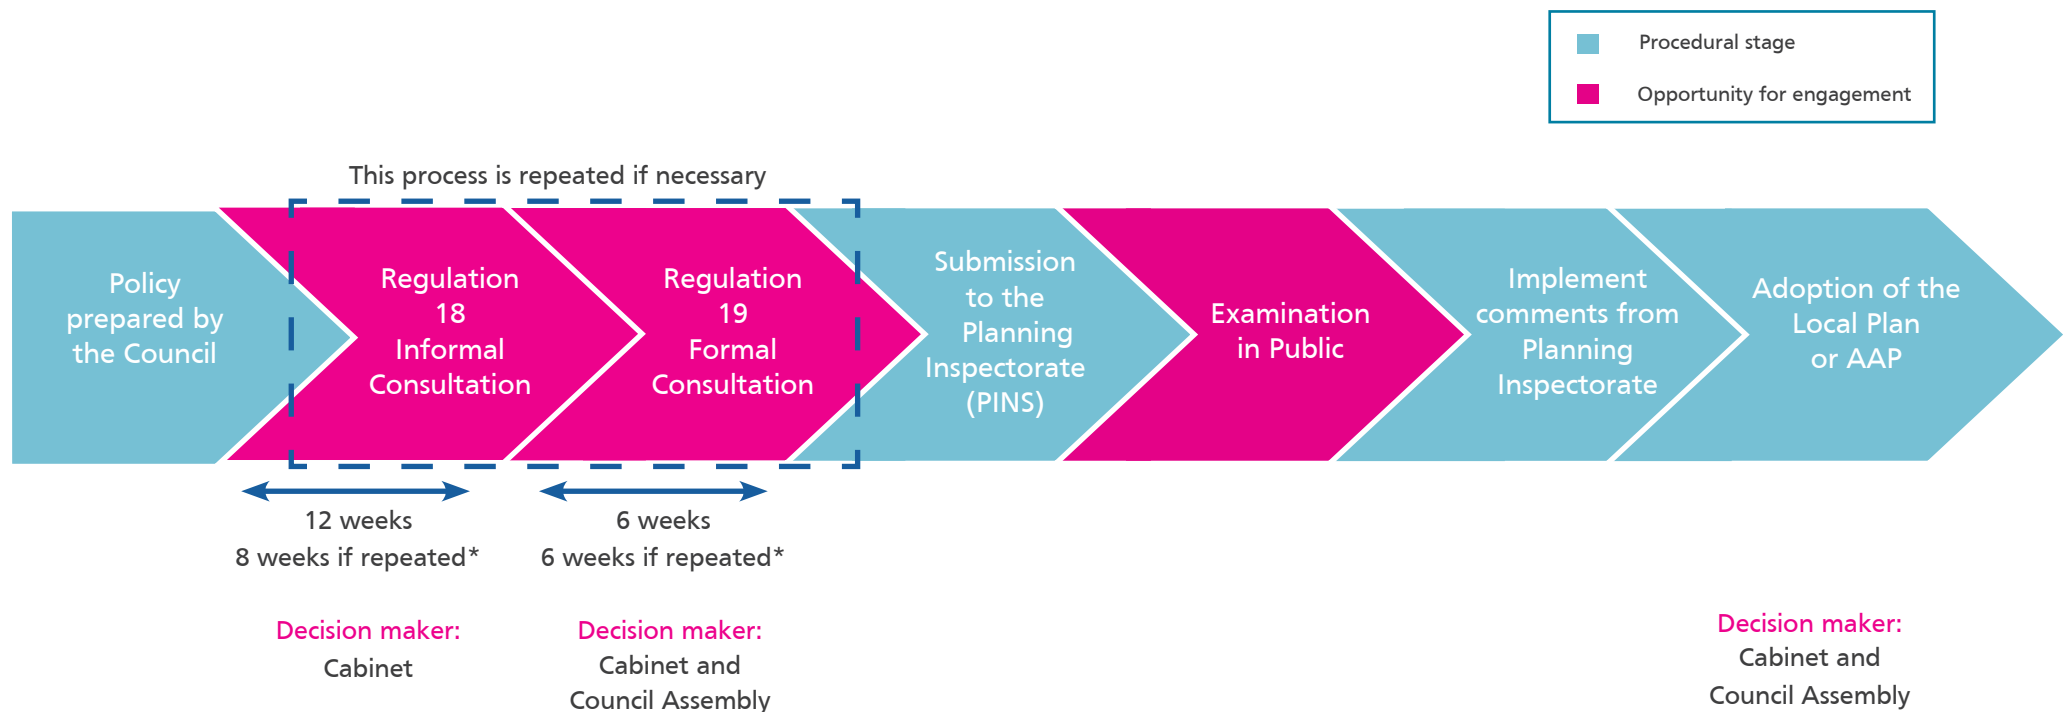 Procedural stage
Opportunity for engagement
This process is repeated if necessary
Policy
prepared by
the Council
Regulation
18
Informal
Consultation
Regulation
19
Formal
Consultation
Submission
to the
Planning
Inspectorate
(PINS)
Examination
in Public
Implement
comments from
Planning
Inspectorate
Adoption of the
Local Plan
or AAP
12 weeks
8 weeks if repeated*
6 weeks
6 weeks if repeated*
Decision maker:
Cabinet
Decision maker:
Cabinet and
Council Assembly
Decision maker:
Cabinet and
Council Assembly